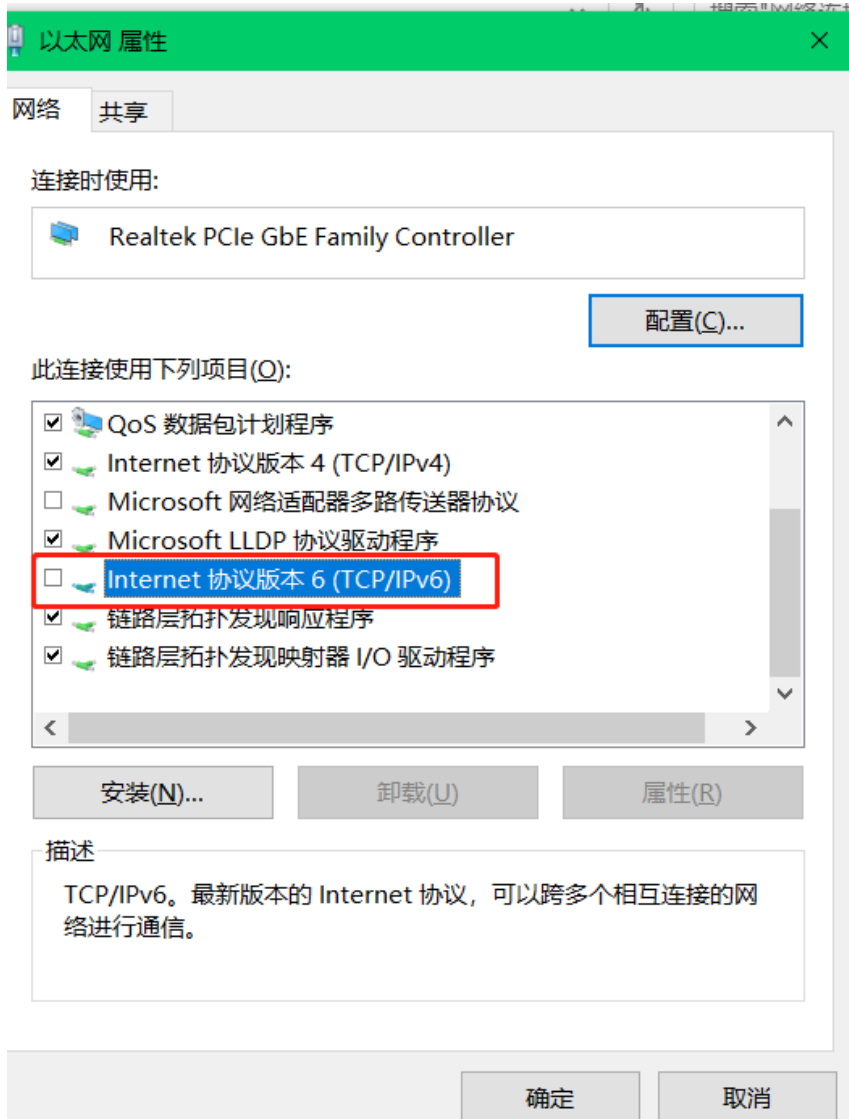 以太网 属性
网络
共享
连接时使用:
Realtek PCIe GbE Family Controller
配置(C)...
此连接使用下列项目(O):
QoS 数据包计划程序
Internet 协议版本 4 (TCP/IPv4)
Microsoft 网络适配器多路传送器协议
Microsoft LLDP 协议驱动程序
Internet 协议版本 6 (TCP/IPv6)
链路层拓扑发现响应程序
链路层拓扑发现映射器 I/O 驱动程序
安装(N)...
卸载(U)
属性(R)
描述
TCP/IPv6。最新版本的 Internet 协议，可以跨多个相互连接的网
络进行通信。
确定
取消